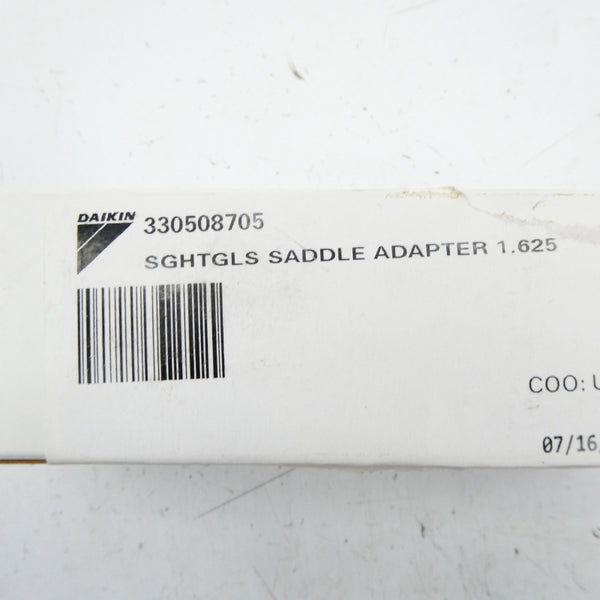 DAIKIN
330508705
SGHTGLS SADDLE ADAPTER 1.625
COO: U
07/16